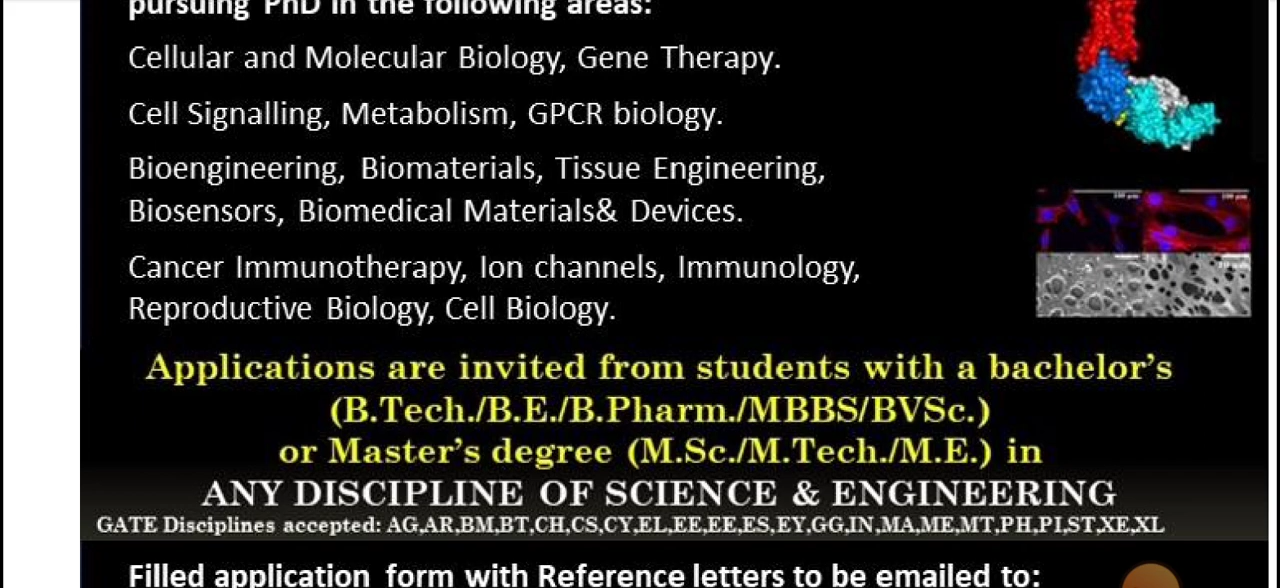 pursuing PhD in the following areas:
Cellular and Molecular Biology, Gene Therapy.
Cell Signalling, Metabolism, GPCR biology.
Bioengineering, Biomaterials, Tissue Engineering,
Biosensors, Biomedical Materials& Devices.
Cancer Immunotherapy, Ion channels, Immunology,
Reproductive Biology, Cell Biology.
Applications are invited from students with a bachelor's
(B.Tech./B.E./B.Pharm./MBBS/BVSc.)
or Master's degree (M.Sc./M.Tech./M.E.) in
ANY DISCIPLINE OF SCIENCE & ENGINEERING
GATE Disciplines accepted: AG,AR,BM,BT,CH,CS,CY,EL,EE,EE,ES,EY,GG,IN,MA,ME,MT,PH,PI,ST,XE,XL
Filled application form with Reference letters to be emailed to: